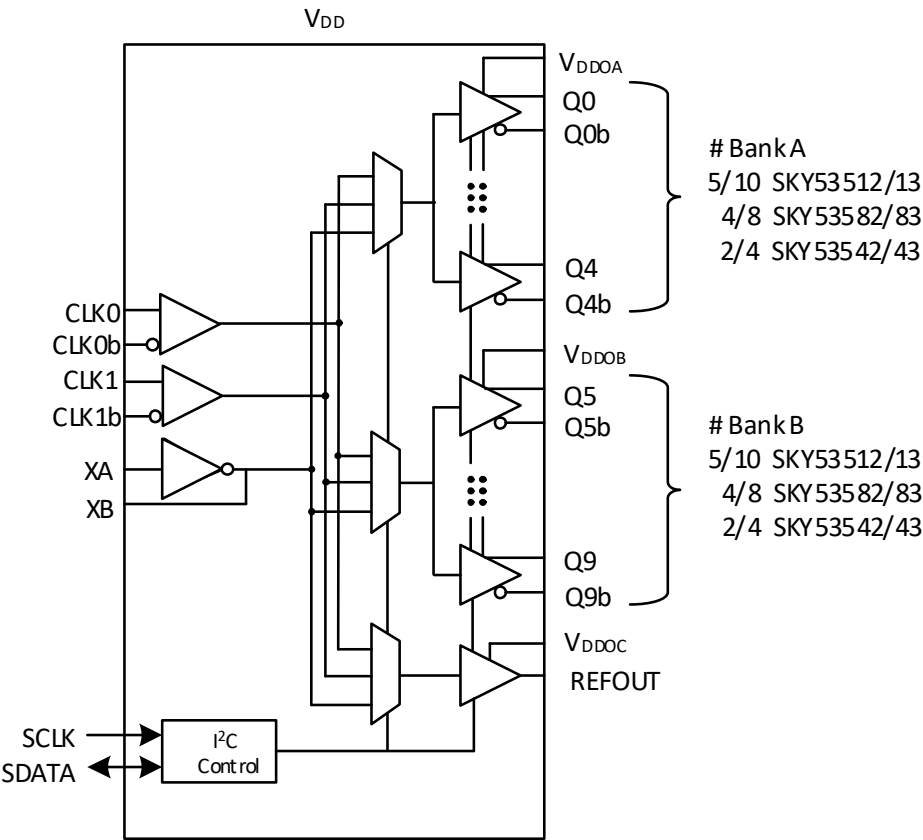 VDD
VDDOA
Q0
Q0b
# Bank A
5/10 SKY53512/13
4/8 SKY53582/83
2/4 SKY53542/43
Q4
Q4b
CLK0
CLK0b
CLK1
CLK1b
XA
XB
VDDOB
Q5
Q5b
# Bank B
5/10 SKY53512/13
4/8 SKY53582/83
2/4 SKY53542/43
Q9
Q9b
VDDOC
REFOUT
SCLK
SDATA
I²C
Control